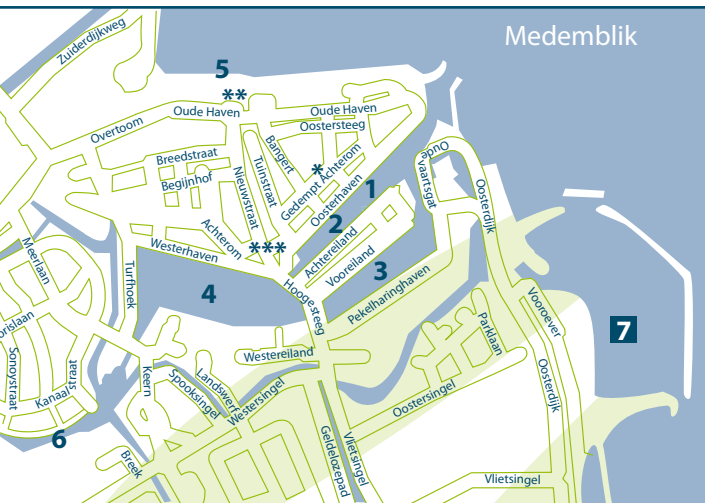 Medemblik
Zuiderdijkweg
5
**
Oude Haven
Oude Haven
Oostersteeg
Overtoom
Bangert
Breedstraat
Tuinstraat
*
Gedempt Achterom
Begijnhof
Nieuwstraat
Oosterhaven
1
Oude
vaartsgat
Oosterdijk
2
Achterom
***
Westerhaven
Achtereiland
Vooreiland
3
Meerlaan
Turfhoek
4
Hoogesteeg
Pekelharinghaven
Vooroever
7
orislaan
Sonoystraat
Kanaalstraat
Keern
Westereiland
Parklaan
Landswerf
Spooksingel
Westersingel
Oostersingel
Oosterdijk
6
Breek
Geldelozepad
Vlietsingel
Vlietsingel